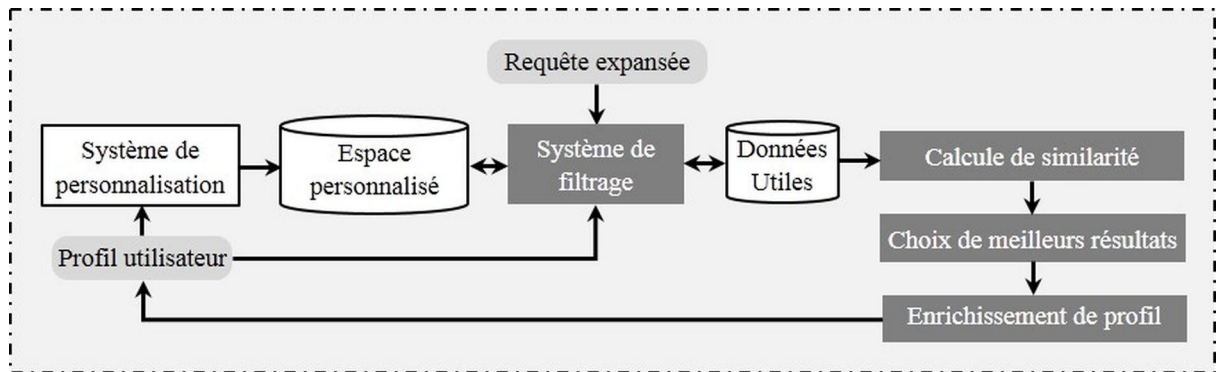 Requête expansée
Système de
personnalisation
Espace
personnalisé
Système de
filtrage
Données
Utiles
Calcule de similarité
Choix de meilleurs résultats
Profil utilisateur
Enrichissement de profil